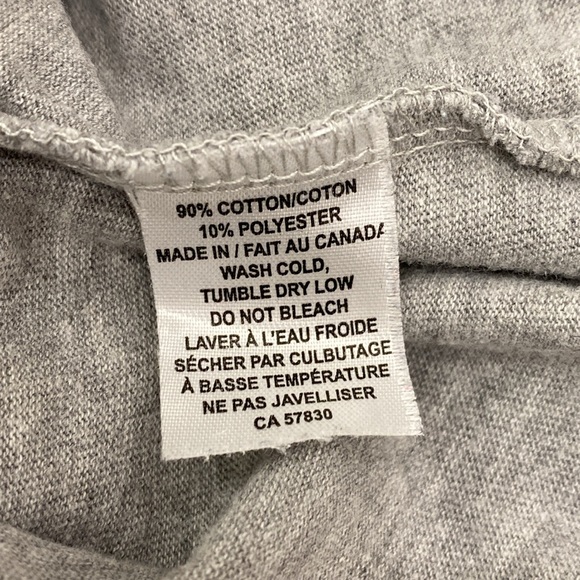 90% COTTON/COTON
10% POLYESTER
MADE IN / FAIT AU CANADA
WASH COLD,
TUMBLE DRY LOW
DO NOT BLEACH
LAVER À L'EAU FROIDE
SÉCHER PAR CULBUTAGE
À BASSE TEMPÉRATURE
NE PAS JAVELLISER
CA 57830